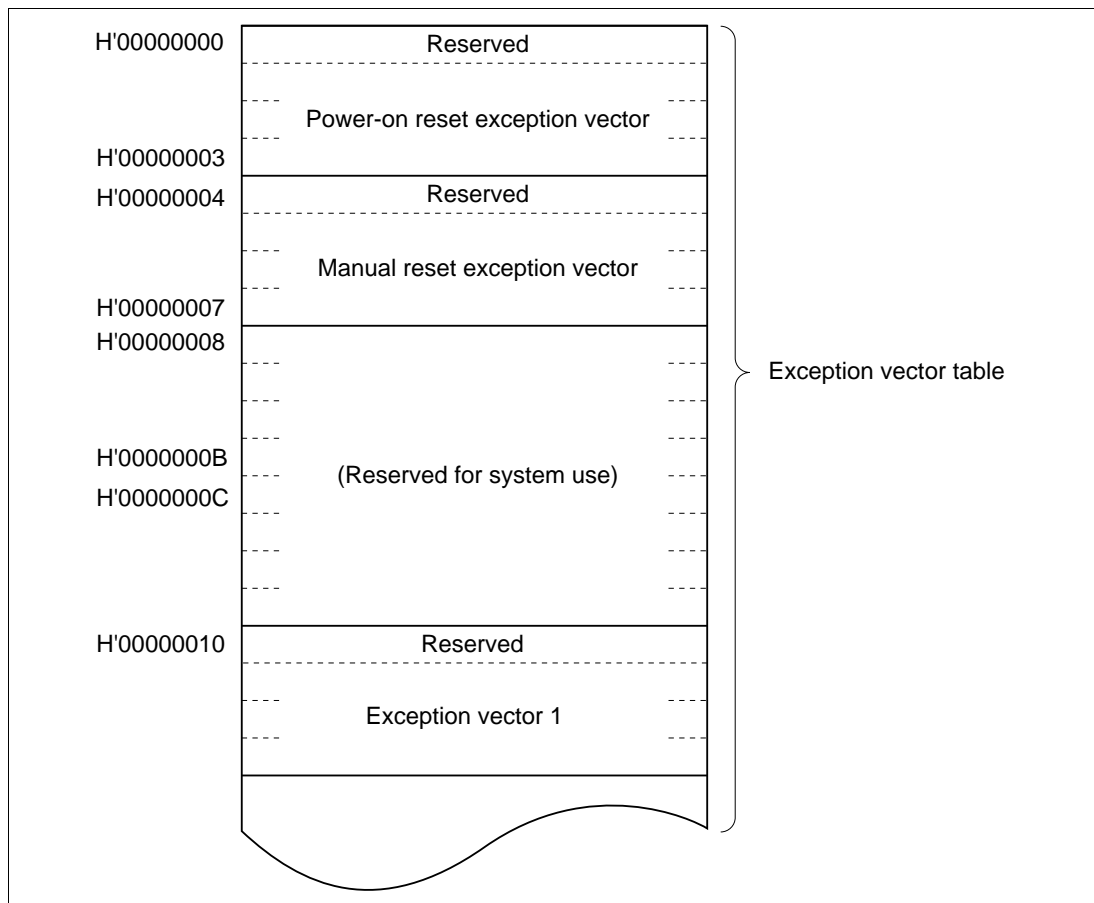 H'00000000 Reserved
Power-on reset exception vector
H'00000003
H'00000004 Reserved
Manual reset exception vector
H'00000007
H'00000008
Exception vector table
H'0000000B
(Reserved for system use)
H'0000000C
H'00000010 Reserved
Exception vector 1